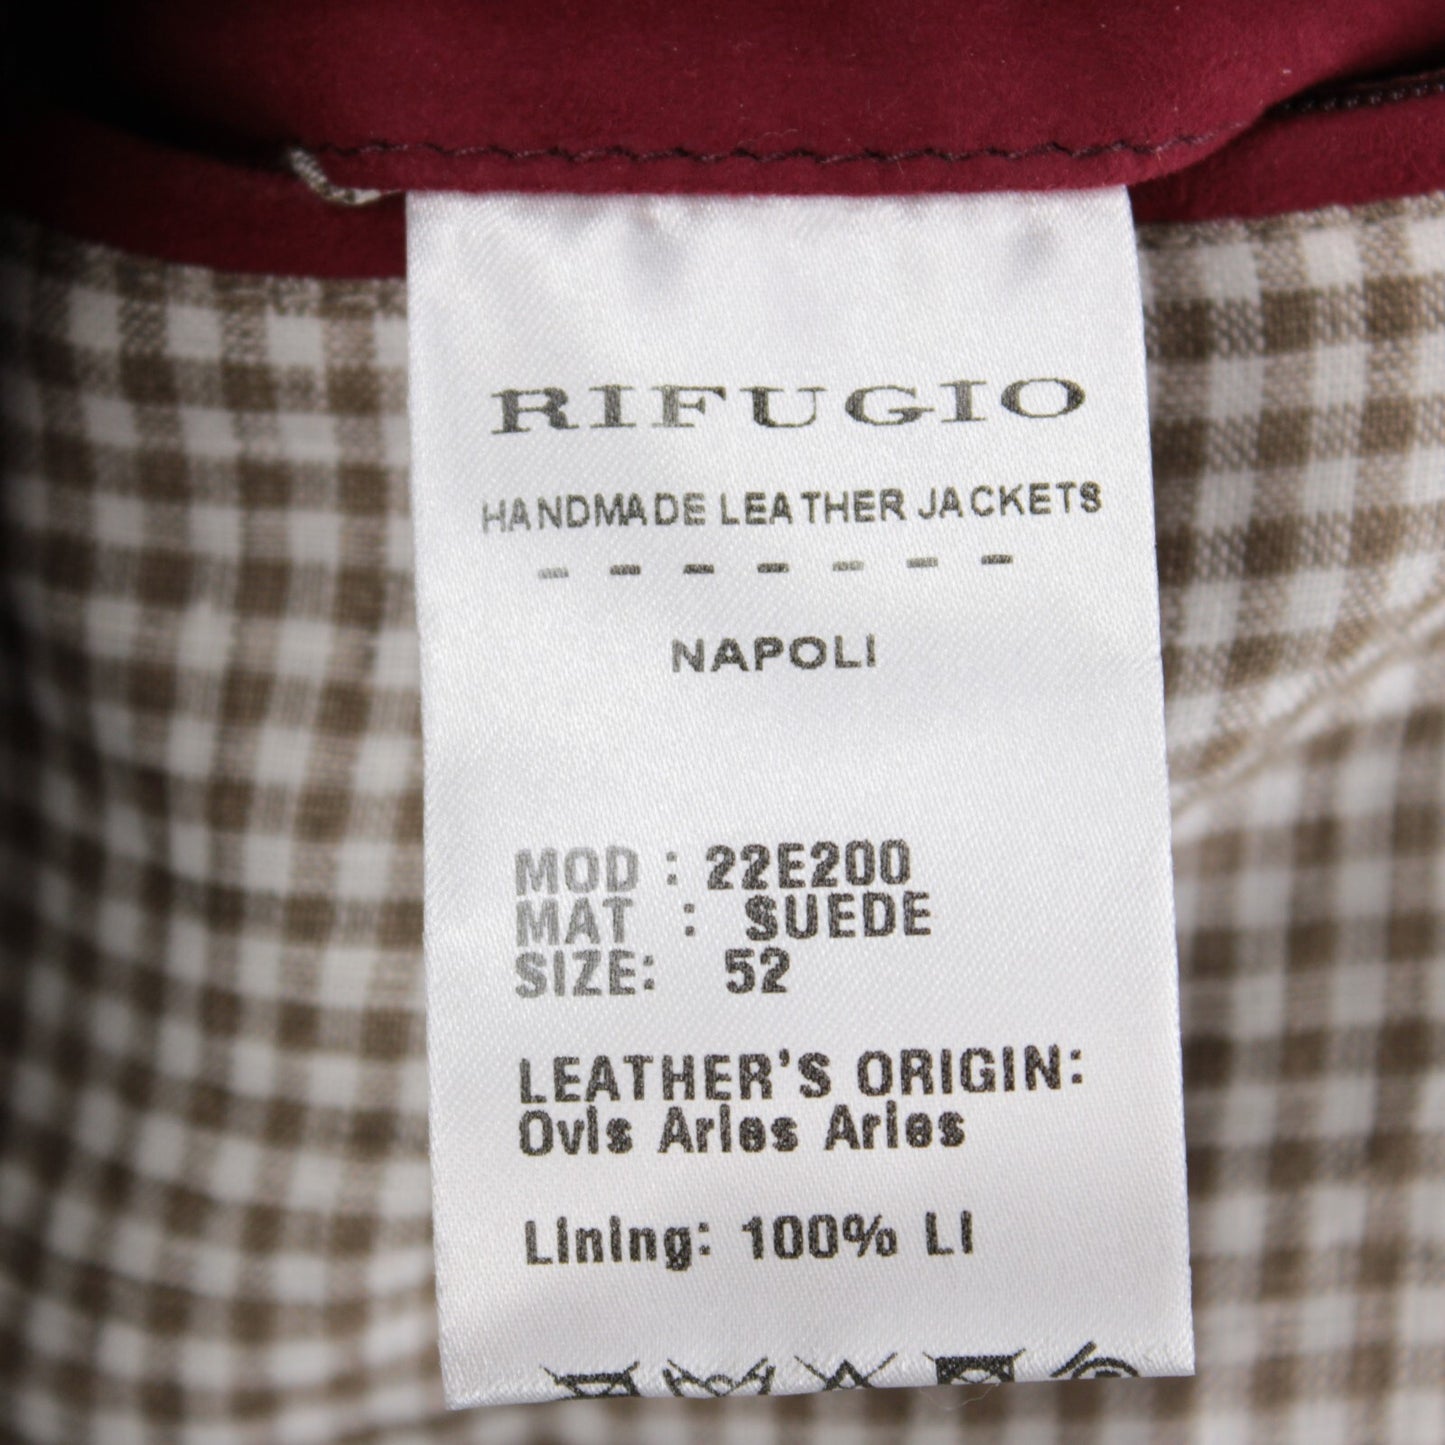 RIFUGIO
HANDMADE LEATHER JACKETS
- - - - - - -
NAPOLI
MOD : 22E200
MAT : SUEDE
SIZE: 52
LEATHER'S ORIGIN:
Ovis Aries Aries
Lining: 100% LI